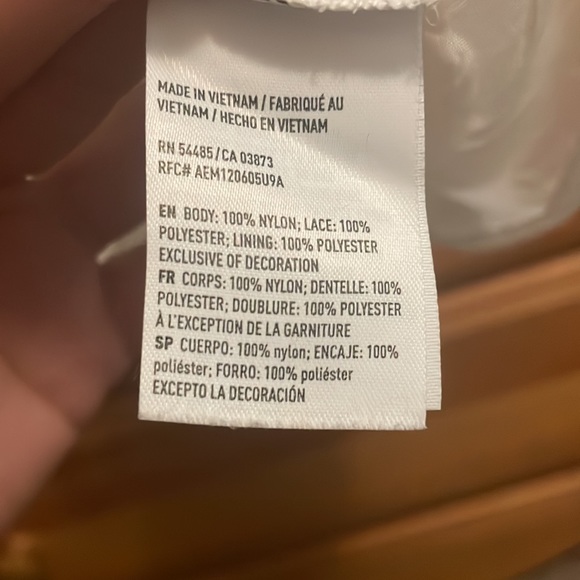 MADE IN VIETNAM / FABRIQUÉ AU
VIETNAM / HECHO EN VIETNAM
RN 54485/CA 03873
RFC# AEM120605U9A
EN BODY: 100% NYLON; LACE: 100%
POLYESTER; LINING: 100% POLYESTER
EXCLUSIVE OF DECORATION
FR CORPS: 100% NYLON; DENTELLE: 100%
POLYESTER; DOUBLURE: 100% POLYESTER
À L'EXCEPTION DE LA GARNITURE
SP CUERPO: 100% nylon; ENCAJE: 100%
poliéster; FORRO: 100% poliéster
EXCEPTO LA DECORACIÓN